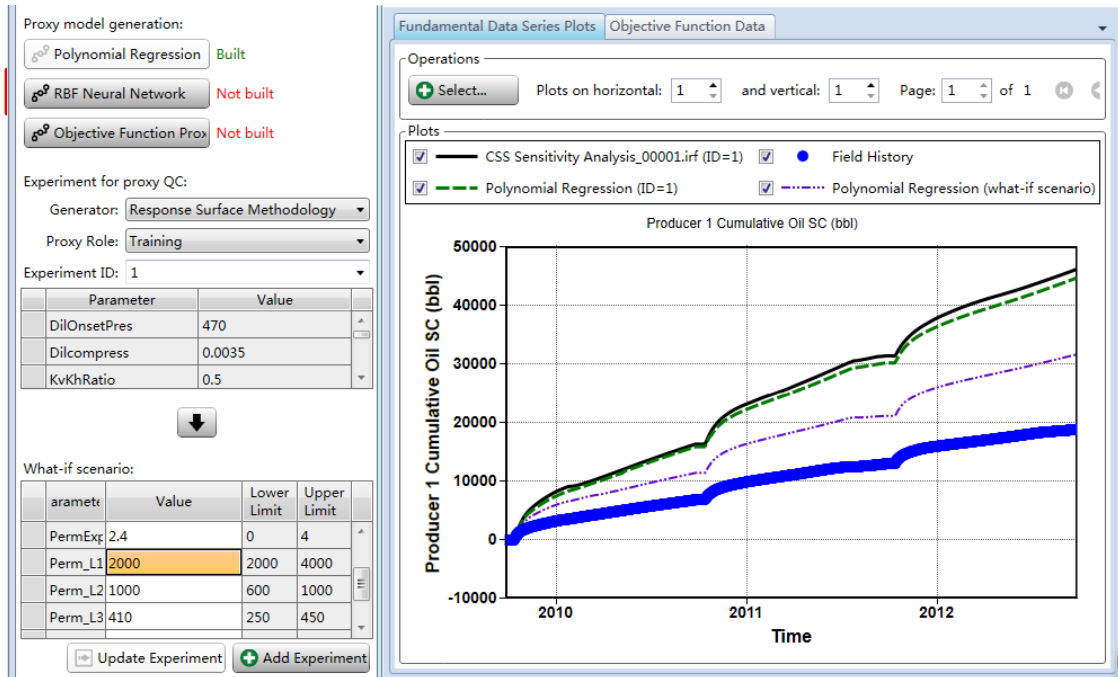 Proxy model generation:
Polynomial Regression Built
RBF Neural Network Not built
Objective Function Prox Not built
Experiment for proxy QC:
Generator: Response Surface Methodology
Proxy Role: Training
Experiment ID: 1
Parameter Value
DilOnsetPres 470
Dilcompress 0.0035
KvKhRatio 0.5
What-if scenario:
aramete Value Lower Limit Upper Limit
PermExp 2.4 0 4
Perm_L1 2000 2000 4000
Perm_L2 1000 600 1000
Perm_L3 410 250 450
Update Experiment Add Experiment
Fundamental Data Series Plots Objective Function Data
Operations
Select... Plots on horizontal: 1 and vertical: 1 Page: 1 of 1
Plots
CSS Sensitivity Analysis_00001.irf (ID=1) Field History
Polynomial Regression (ID=1) Polynomial Regression (what-if scenario)
Producer 1 Cumulative Oil SC (bbl)
Producer 1 Cumulative Oil SC (bbl)
50000
40000
30000
20000
10000
0
-10000
2010 2011 2012
Time